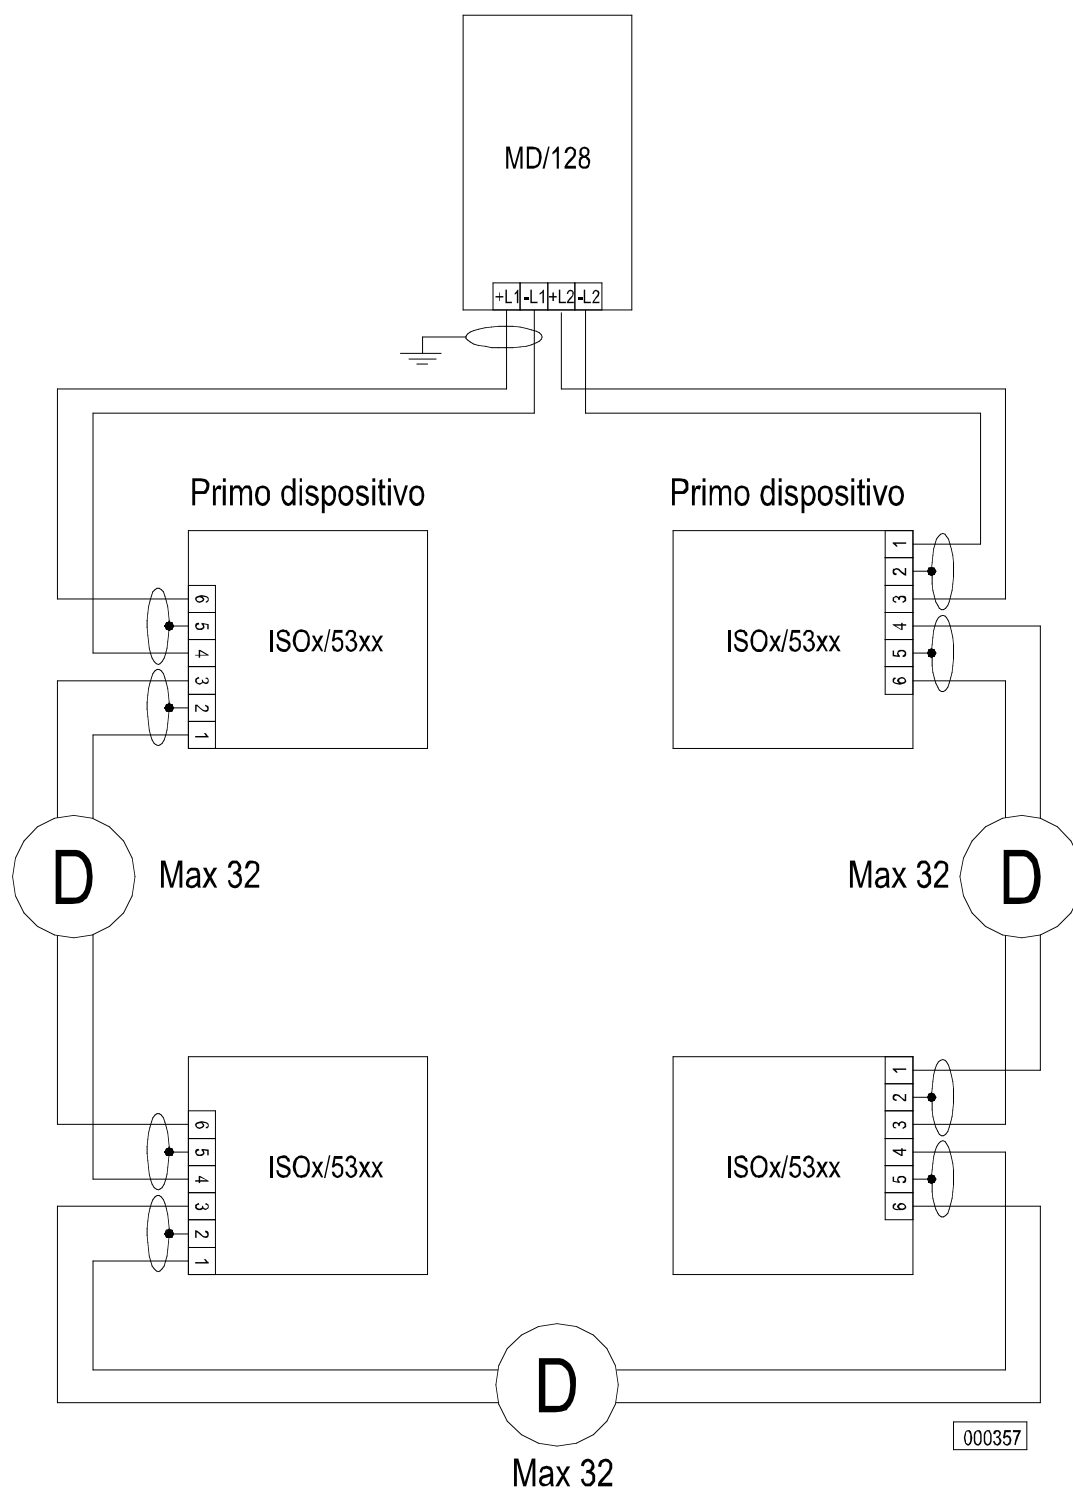 MD/128
+L1 -L1 +L2 -L2
Primo dispositivo
Primo dispositivo
6
5
4
3
2
1
ISOx/53xx
ISOx/53xx
1
2
3
4
5
6
D
Max 32
Max 32
D
6
5
4
3
2
1
ISOx/53xx
ISOx/53xx
1
2
3
4
5
6
D
Max 32
000357